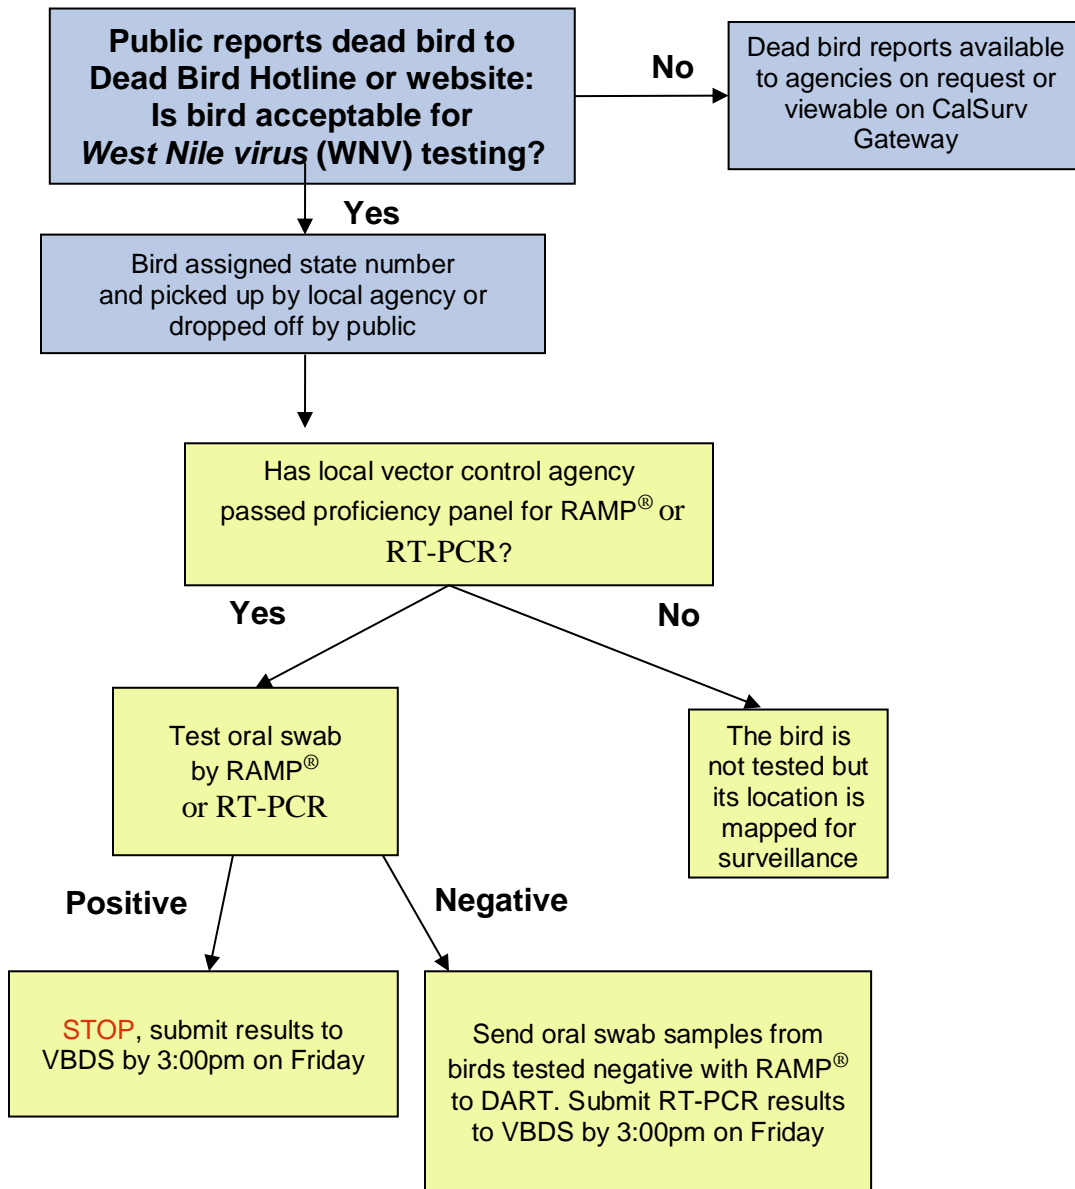 Public reports dead bird to
Dead Bird Hotline or website:
Is bird acceptable for
West Nile virus (WNV) testing?
No
Dead bird reports available
to agencies on request or
viewable on CalSurv
Gateway
Yes
Bird assigned state number
and picked up by local agency or
dropped off by public
Has local vector control agency
passed proficiency panel for RAMP® or
RT-PCR?
Yes
No
Test oral swab
by RAMP®
or RT-PCR
The bird is
not tested but
its location is
mapped for
surveillance
Positive
Negative
STOP, submit results to
VBDS by 3:00pm on Friday
Send oral swab samples from
birds tested negative with RAMP®
to DART. Submit RT-PCR results
to VBDS by 3:00pm on Friday